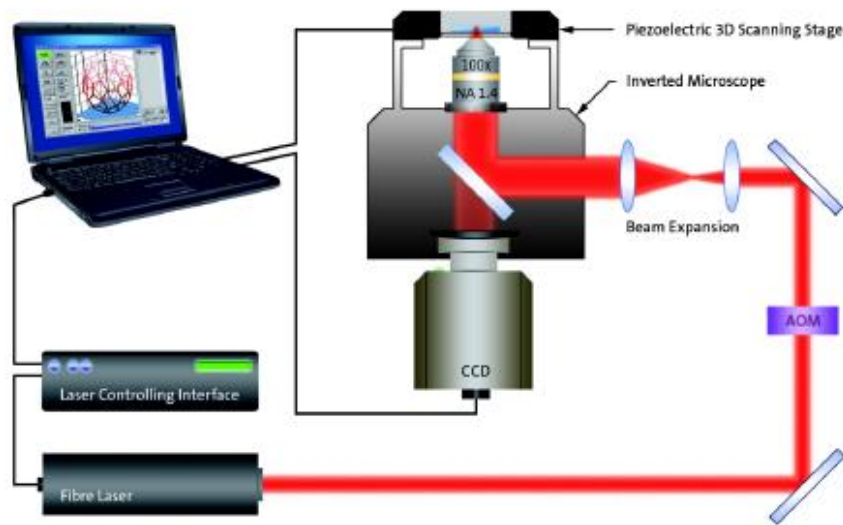 Piezoelectric 3D Scanning Stage
100x
NA 1.4
Inverted Microscope
Beam Expansion
AOM
CCD
Laser Controlling Interface
Fibre Laser